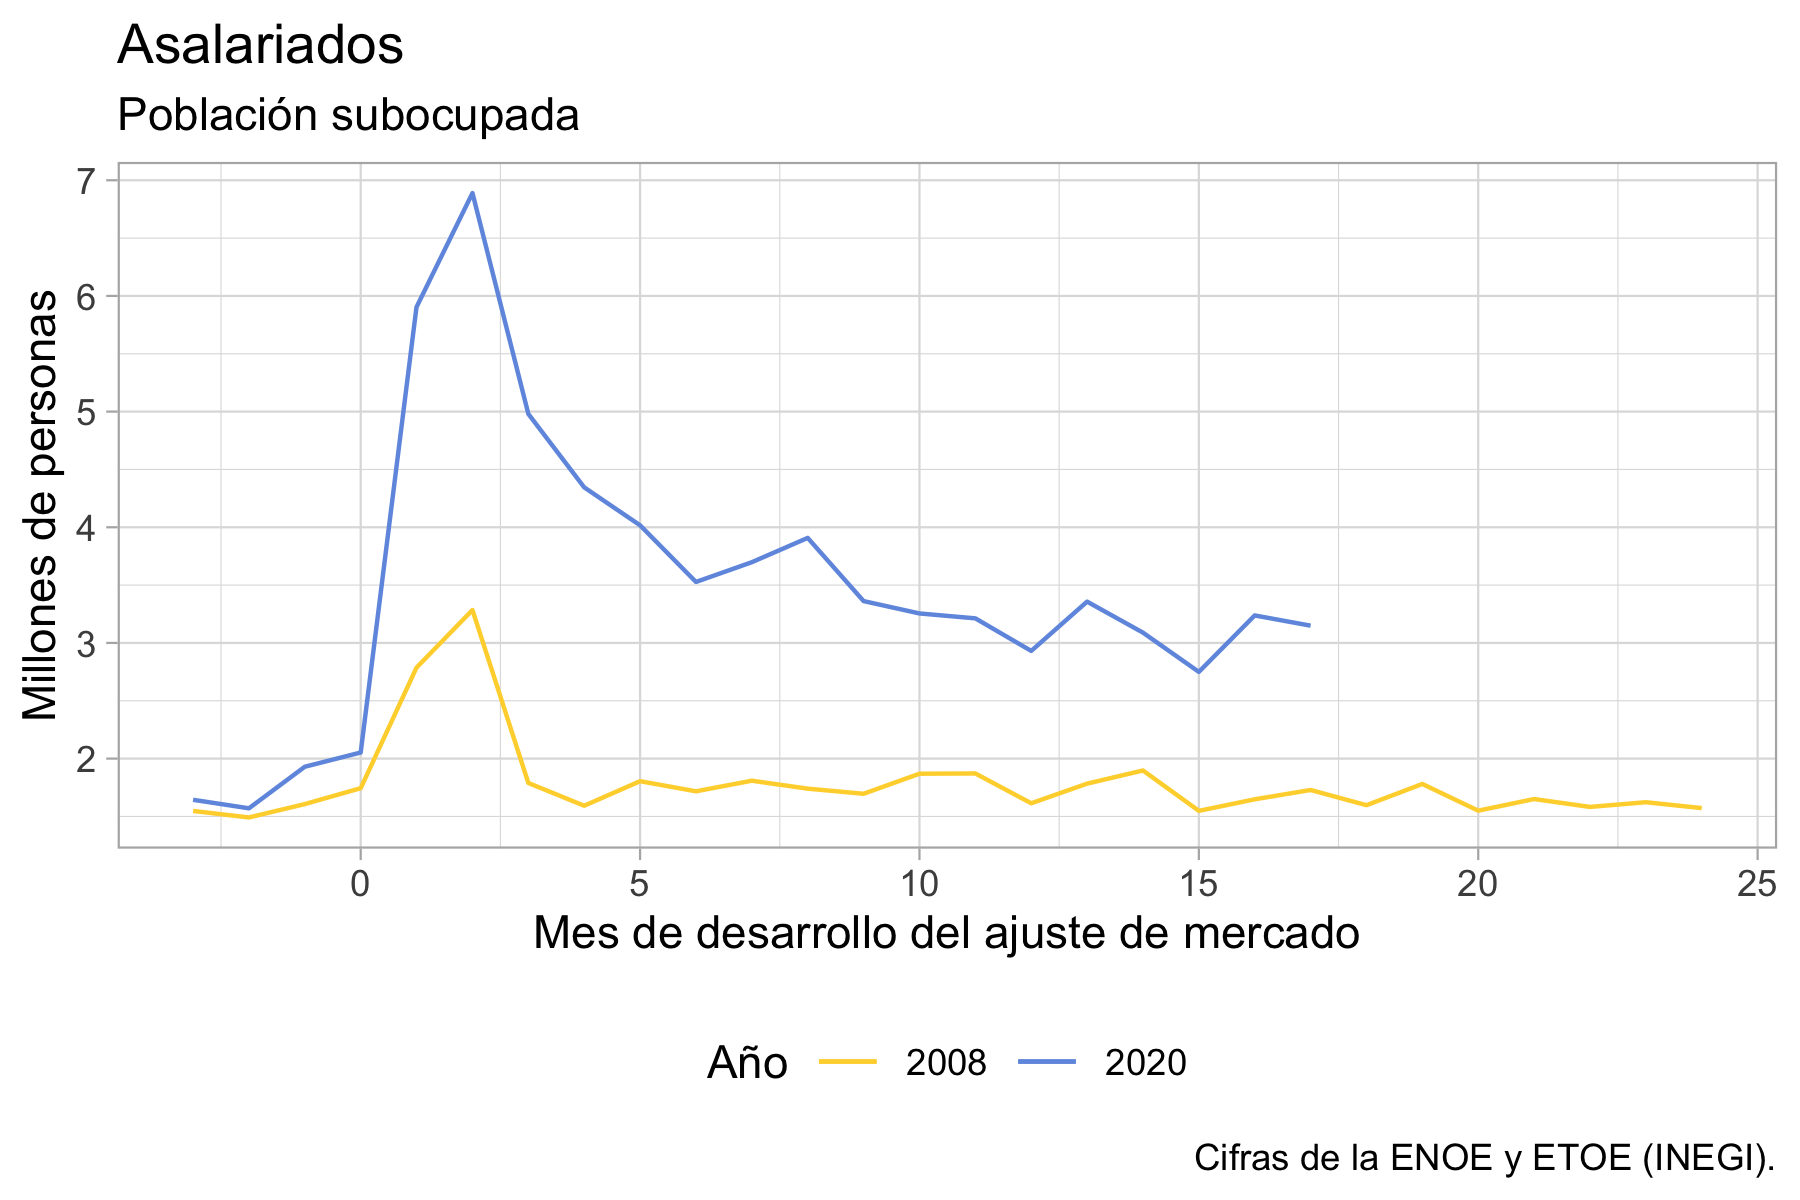 Asalariados
Población subocupada
7
6
5
4
3
2
Millones de personas
0 5 10 15 20 25
Mes de desarrollo del ajuste de mercado
Año 2008 2020
Cifras de la ENOE y ETOE (INEGI).